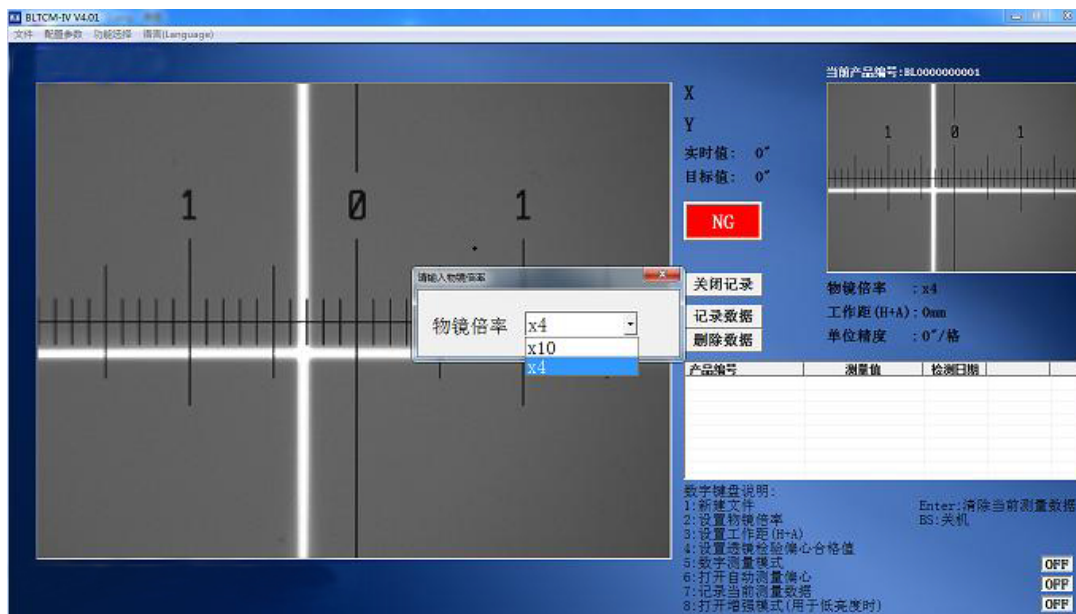 BLTCM-IV V4.01
文件 配置参数 功能选择 语言(Language)
当前产品编号:BL0000000001
X
Y
实时值: 0"
目标值: 0"
NG
1 0 1
1 0 1
请输入物镜倍率
物镜倍率 x4
x10
x4
关闭记录
记录数据
删除数据
物镜倍率 :x4
工作距(H+A):0mm
单位精度 :0"/格
产品编号 测量值 检测日期
数字键盘说明:
1:新建文件
2:设置物镜倍率
3:设置工作距(H+A)
4:设置透镜检验偏心合格值
5:数字测量模式
6:打开自动测量偏心
7:记录当前测量数据
8:打开增强模式(用于低亮度时)
Enter:清除当前测量数据
BS:关机
OFF
OFF
OFF